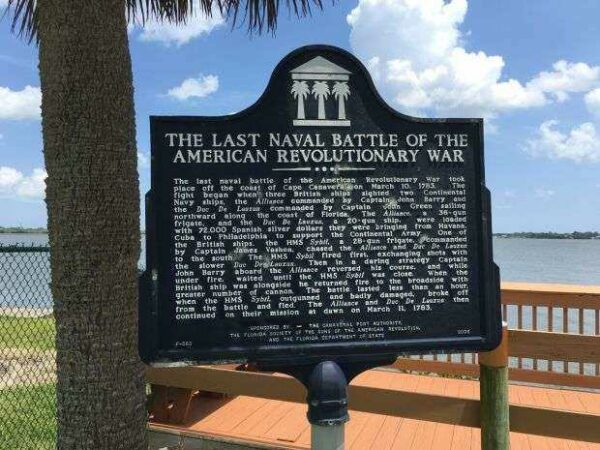 THE LAST NAVAL BATTLE OF THE
AMERICAN REVOLUTIONARY WAR
The last naval battle of the American Revolutionary War took
place off the coast of Cape Canaveral on March 10, 1783. The
fight began when three British ships sighted two Continental
Navy ships, the Alliance commanded by Captain John Barry and
the Duc De Lauzun commanded by Captain John Green sailing
northward along the coast of Florida. The Alliance, a 36-gun
frigate, and the Duc De Lauzun, a 20-gun ship, were loaded
with 72,000 Spanish silver dollars they were bringing from Havana,
Cuba to Philadelphia to support the Continental Army. One of
the British ships, the HMS Sybil, a 28-gun frigate, commanded
by Captain James Vashon, chased the Alliance and Duc De Lauzun
to the south. The HMS Sybil fired first, exchanging shots with
the slower Duc De Lauzun. Then in a daring strategy Captain
John Barry aboard the Alliance reversed his course, and while
under fire, waited until the HMS Sybil was close. When the
British ship was alongside he returned fire to the broadside with
greater number of cannon. The battle lasted less than an hour,
when the HMS Sybil, outgunned and badly damaged, broke off
from the battle and fled. The Alliance and Duc De Lauzun then
continued on their mission at dawn on March 11, 1783.
SPONSORED BY THE CANAVERAL PORT AUTHORITY,
THE FLORIDA SOCIETY OF THE SONS OF THE AMERICAN REVOLUTION,
AND THE FLORIDA DEPARTMENT OF STATE